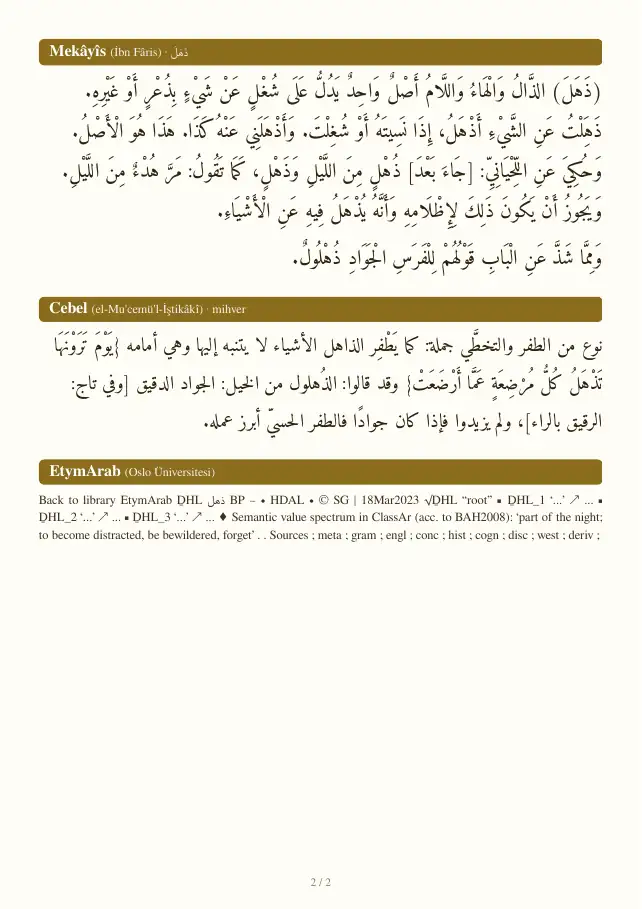 Mekâyîs (İbn Fâris) · ذهل
(ذَهَلَ) الذَّالُ وَالْهَاءُ وَاللَّامُ أَصْلٌ وَاحِدٌ يَدُلُّ عَلَى شُغْلٍ عَنْ شَيْءٍ بِذُعْرٍ أَوْ غَيْرِهِ.
ذَهَلْتُ عَنِ الشَّيْءِ أَذْهَلُ، إِذَا نَسِيتَهُ أَوْ شُغِلْتَ. وَأَذْهَلَنِي عَنْهُ كَذَا. هَذَا هُوَ الْأَصْلُ.
وَحُكِيَ عَنِ اللِّحْيَانِيِّ: [جَاءَ بَعْدَ] ذُهْلٍ مِنَ اللَّيْلِ وَذَهْلٍ، كَمَا تَقُولُ: مَرَّ هُدْءٌ مِنَ اللَّيْلِ.
وَيَجُوزُ أَنْ يَكُونَ ذَلِكَ لِإِظْلَامِهِ وَأَنَّهُ يُذْهَلُ فِيهِ عَنِ الْأَشْيَاءِ.
وَمِمَّا شَذَّ عَنِ الْبَابِ قَوْلُهُمْ لِلْفَرَسِ الْجَوَادِ ذُهْلُولٌ.
Cebel (el-Mu'cemü'l-İştikâkî) · mihver
نوع من الطفر والتخطِّي جملة: كما يَطْفِر الذاهل الأشياء لا يتنبه إليها وهي أمامه {يَوْمَ تَرَوْنَهَا
تَذْهَلُ كُلُّ مُرْضِعَةٍ عَمَّا أَرْضَعَتْ} وقد قالوا: الذُهلول من الخيل: الجواد الدقيق [وفي تاج:
الرقيق بالراء]، ولم يزيدوا فإذا كان جوادًا فالطفر الحسيّ أبرز عمله.
EtymArab (Oslo Üniversitesi)
Back to library EtymArab ḎHL ذهل BP – • HDAL • © SG | 18Mar2023 √ḎHL “root” ▪ ḎHL_1 ‘...’ ↗ ... ▪
ḎHL_2 ‘...’ ↗ ... ▪ ḎHL_3 ‘...’ ↗ ... ♦ Semantic value spectrum in ClassAr (acc. to BAH2008): ‘part of the night;
to become distracted, be bewildered, forget’ . . Sources ; meta ; gram ; engl ; conc ; hist ; cogn ; disc ; west ; deriv ;
2 / 2